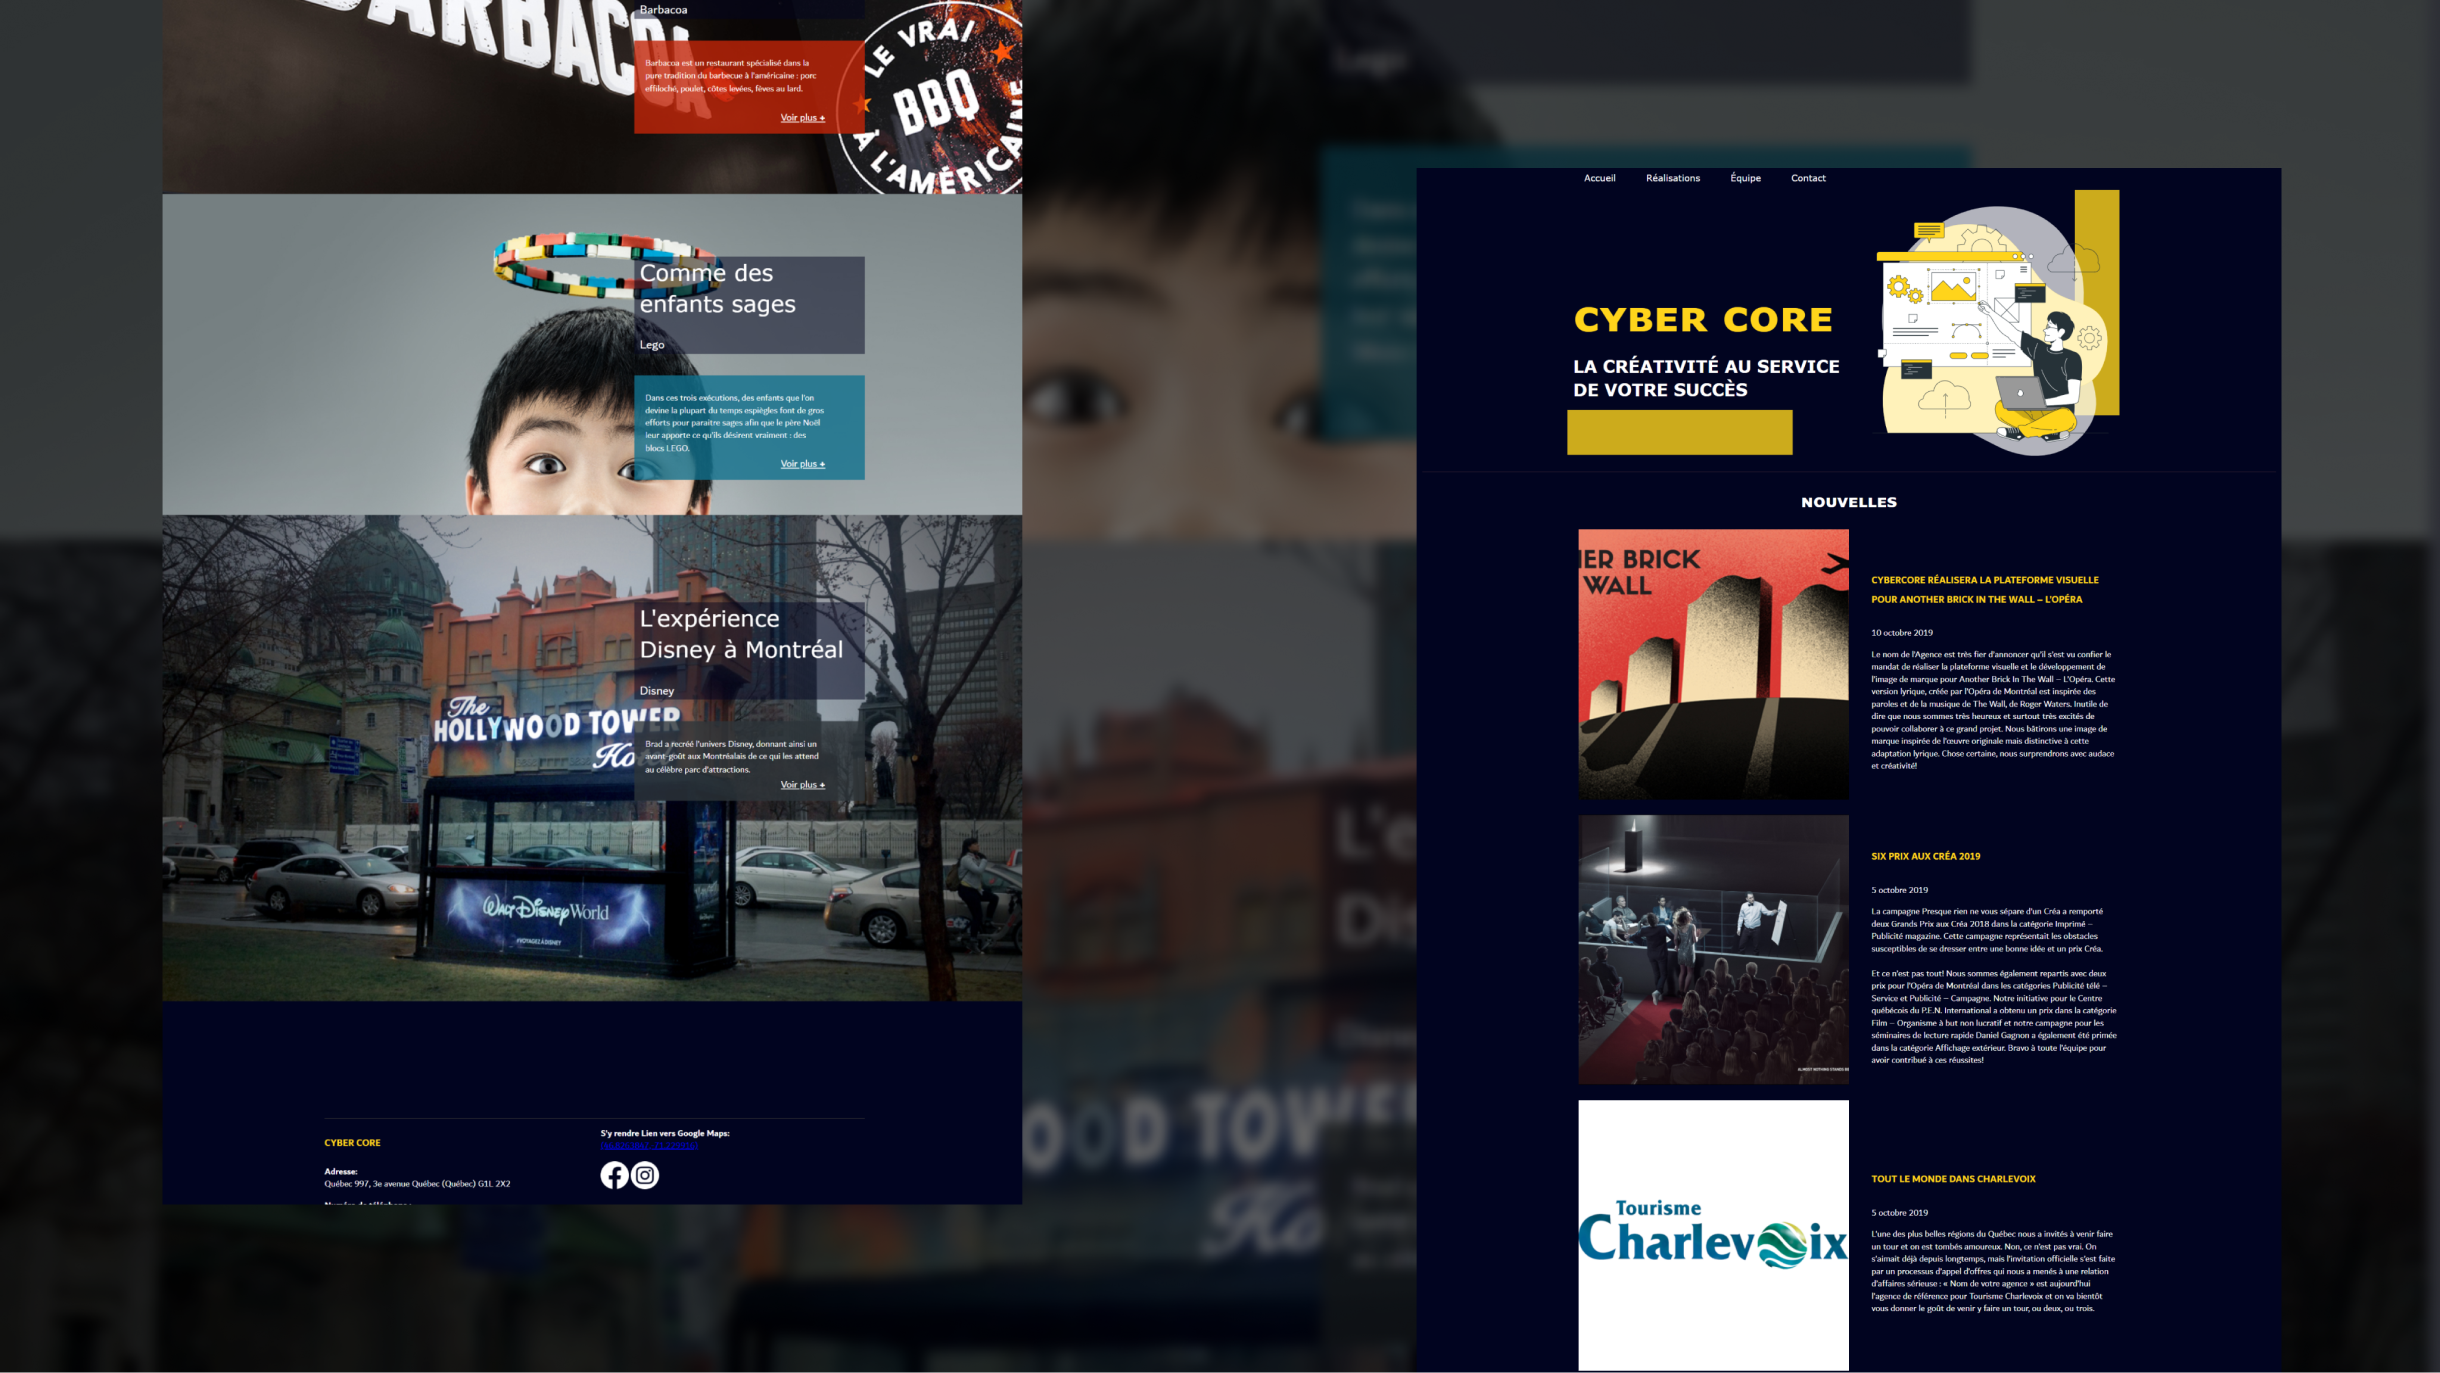 BARBACOA
LE VRAI
BBQ
À L'AMÉRICAINE
Barbacoa
Barbacoa est un restaurant spécialisé dans la
pure tradition du barbecue à l'américaine : porc
effiloché, poulet, côtes levées, fèves au lard.
Voir plus +
Comme des
enfants sages
Lego
Dans ces trois exécutions, des enfants que l'on
devine la plupart du temps espiègles font de gros
efforts pour paraitre sages afin que le père Noël
leur apporte ce qu'ils désirent vraiment : des
blocs LEGO.
Voir plus +
L'expérience
Disney à Montréal
Disney
The
HOLLYWOOD TOWER
Ho
Brad a recréé l'univers Disney, donnant ainsi un
avant-goût aux Montréalais de ce qui les attend
au célèbre parc d'attractions.
Voir plus +
Walt Disney World
#VOYAGEZÀDISNEY
CYBER CORE
Adresse:
Québec 997, 3e avenue Québec (Québec) G1L 2X2
S'y rendre Lien vers Google Maps:
Lego
L'e
Dis
OOD TOWE
Ho
Accueil Réalisations Équipe Contact
CYBER CORE
LA CRÉATIVITÉ AU SERVICE
DE VOTRE SUCCÈS
NOUVELLES
IER BRICK
WALL
CYBERCORE RÉALISERA LA PLATEFORME VISUELLE
POUR ANOTHER BRICK IN THE WALL – L'OPÉRA
10 octobre 2019
Le nom de l'Agence est très fier d'annoncer qu'il s'est vu confier le
mandat de réaliser la plateforme visuelle et le développement de
l'image de marque pour Another Brick In The Wall – L'Opéra. Cette
version lyrique, créée par l'Opéra de Montréal est inspirée des
paroles et de la musique de The Wall, de Roger Waters. Inutile de
dire que nous sommes très heureux et surtout très excités de
pouvoir collaborer à ce grand projet. Nous bâtirons une image de
marque inspirée de l'œuvre originale mais distinctive à cette
adaptation lyrique. Chose certaine, nous surprendrons avec audace
et créativité!
SIX PRIX AUX CRÉA 2019
5 octobre 2019
La campagne Presque rien ne vous sépare d'un Créa a remporté
deux Grands Prix aux Créa 2018 dans la catégorie Imprimé –
Publicité magazine. Cette campagne représentait les obstacles
susceptibles de se dresser entre une bonne idée et un prix Créa.
Et ce n'est pas tout! Nous sommes également repartis avec deux
prix pour l'Opéra de Montréal dans les catégories Publicité télé –
Service et Publicité – Campagne. Notre initiative pour le Centre
québécois du P.E.N. International a obtenu un prix dans la catégorie
Film – Organisme à but non lucratif et notre campagne pour les
séminaires de lecture rapide Daniel Gagnon a également été primée
dans la catégorie Affichage extérieur. Bravo à toute l'équipe pour
avoir contribué à ces réussites!
Tourisme
Charlevoix
TOUT LE MONDE DANS CHARLEVOIX
5 octobre 2019
L'une des plus belles régions du Québec nous a invités à venir faire
un tour et on est tombés amoureux. Non, ce n'est pas vrai. On
s'aimait déjà depuis longtemps, mais l'invitation officielle s'est faite
par un processus d'appel d'offres qui nous a menés à une relation
d'affaires sérieuse : « Nom de votre agence » est aujourd'hui
l'agence de référence pour Tourisme Charlevoix et on va bientôt
vous donner le goût de venir y faire un tour, ou deux, ou trois.